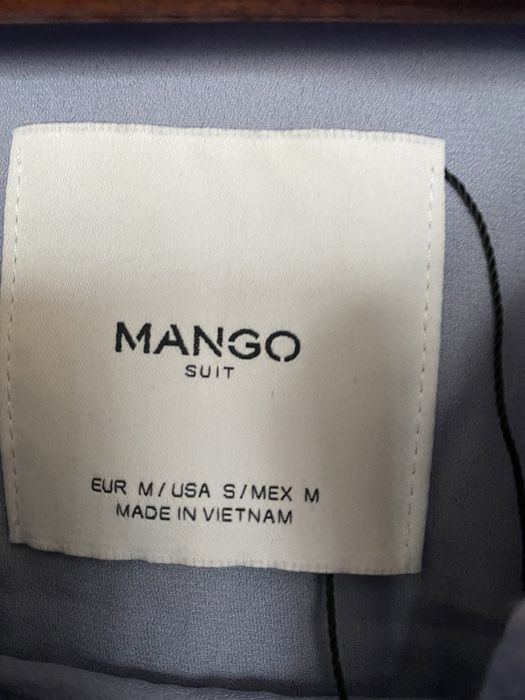 MANGO
SUIT
EUR M/USA S/MEX M
MADE IN VIETNAM